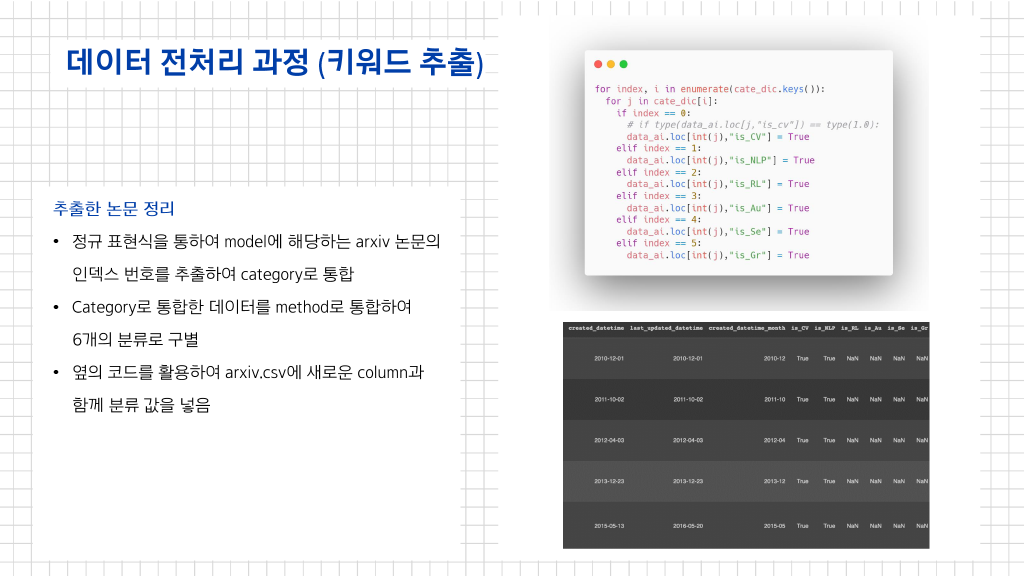 데이터 전처리 과정 (키워드 추출)
추출한 논문 정리
• 정규 표현식을 통하여 model에 해당하는 arxiv 논문의
인덱스 번호를 추출하여 category로 통합
• Category로 통합한 데이터를 method로 통합하여
6개의 분류로 구별
• 옆의 코드를 활용하여 arxiv.csv에 새로운 column과
함께 분류 값을 넣음
for index, i in enumerate(cate_dic.keys()):
for j in cate_dic[i]:
if index == 0:
# if type(data_ai.loc[j,"is_cv"]) == type(1.0):
data_ai.loc[int(j),"is_CV"] = True
elif index == 1:
data_ai.loc[int(j),"is_NLP"] = True
elif index == 2:
data_ai.loc[int(j),"is_RL"] = True
elif index == 3:
data_ai.loc[int(j),"is_Au"] = True
elif index == 4:
data_ai.loc[int(j),"is_Se"] = True
elif index == 5:
data_ai.loc[int(j),"is_Gr"] = True
created_datetime last_updated_datetime created_datetime_month is_CV is_NLP is_RL is_Au is_Se is_Gr
2010-12-01 2010-12-01 2010-12 True True NaN NaN NaN NaN
2011-10-02 2011-10-02 2011-10 True True NaN NaN NaN NaN
2012-04-03 2012-04-03 2012-04 True True NaN NaN NaN NaN
2013-12-23 2013-12-23 2013-12 True True NaN NaN NaN NaN
2015-05-13 2016-05-20 2015-05 True True NaN NaN NaN NaN